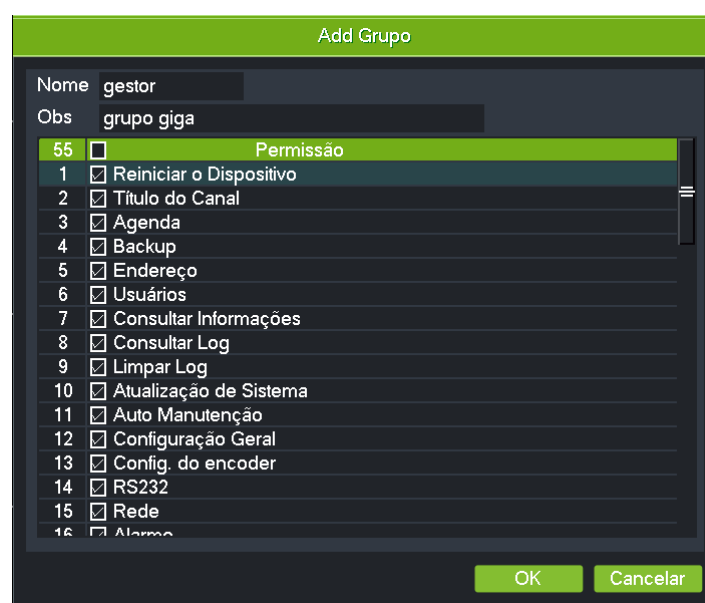 Add Grupo
Nome gestor
Obs grupo giga
55 Permissão
1 Reiniciar o Dispositivo
2 Título do Canal
3 Agenda
4 Backup
5 Endereço
6 Usuários
7 Consultar Informações
8 Consultar Log
9 Limpar Log
10 Atualização de Sistema
11 Auto Manutenção
12 Configuração Geral
13 Config. do encoder
14 RS232
15 Rede
16 Alarme
OK Cancelar